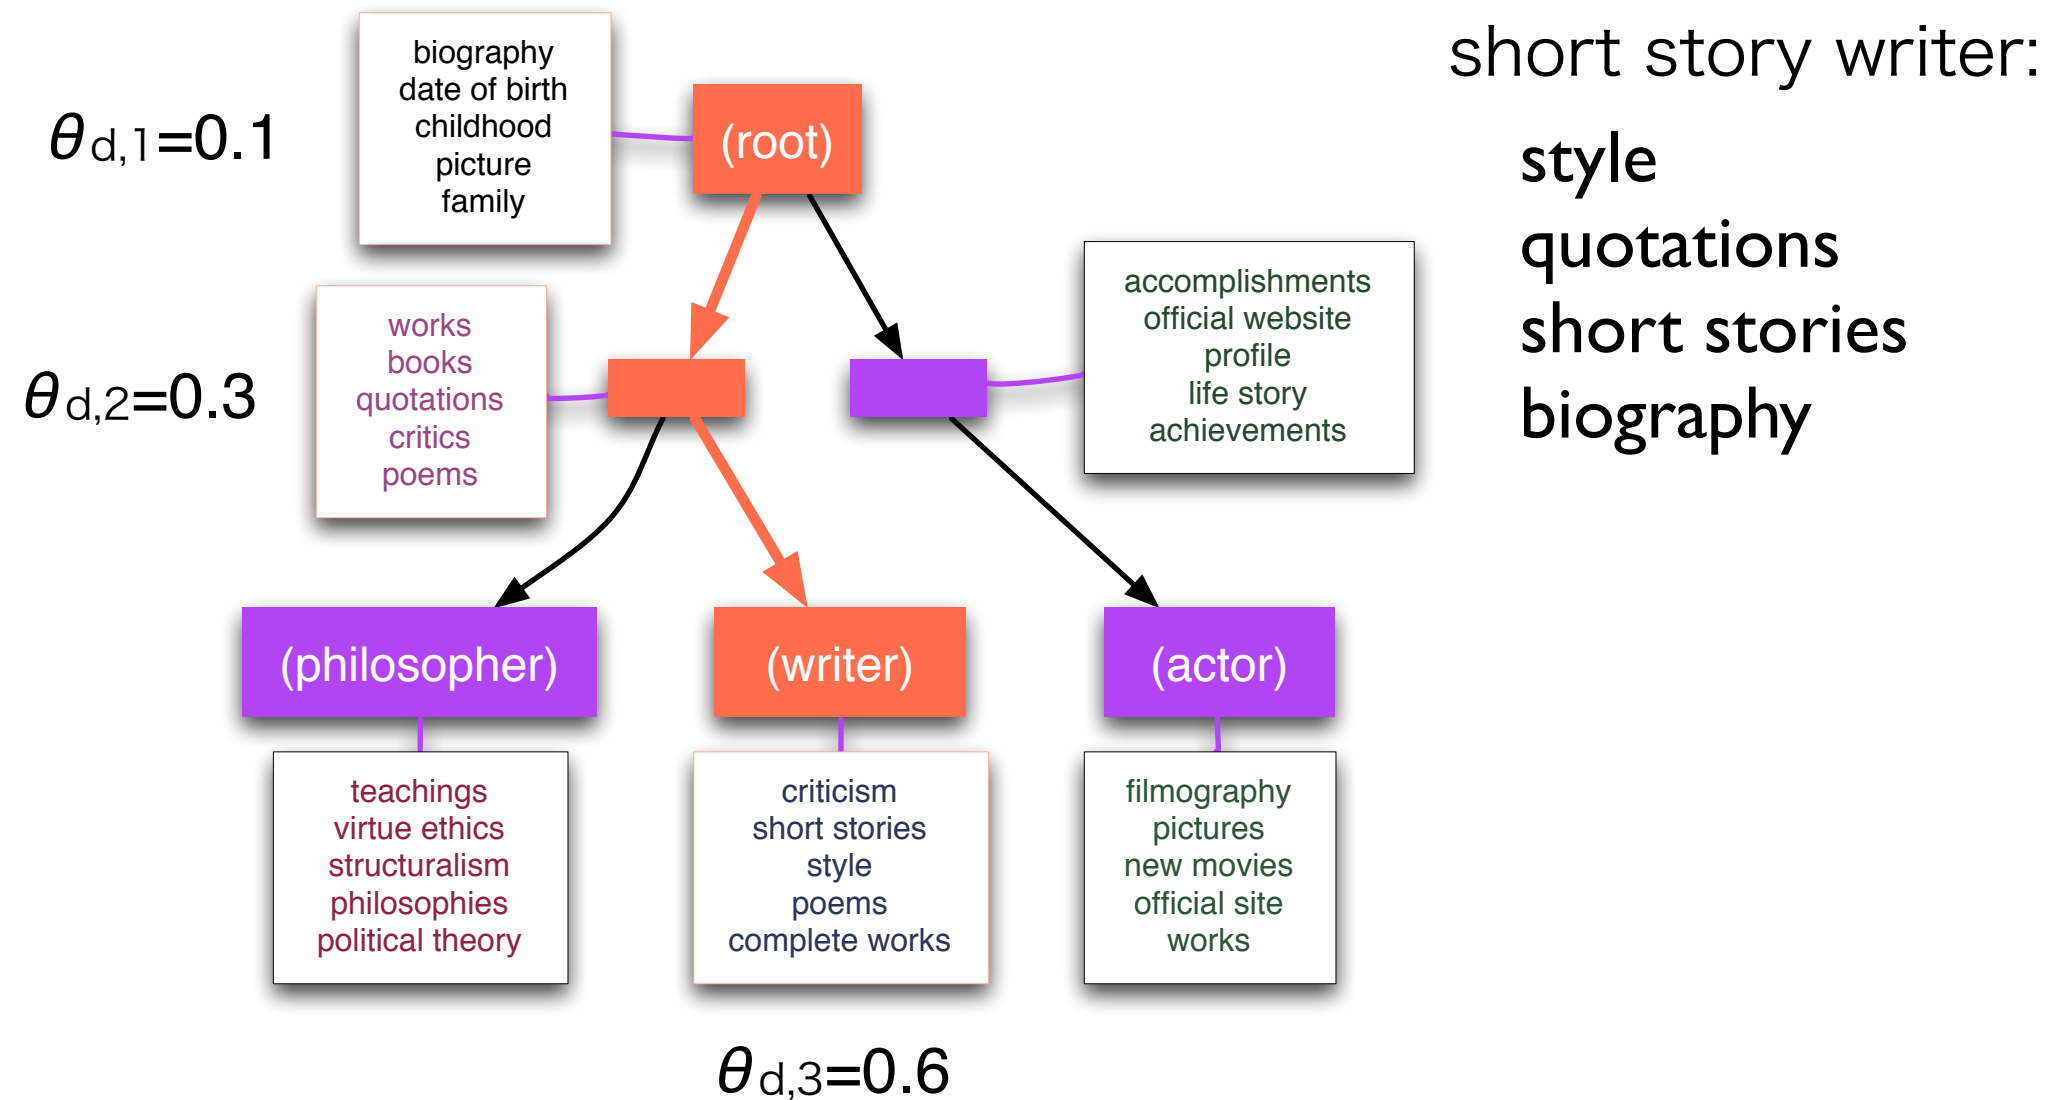 biography
date of birth
childhood
picture
family
(root)
θd,1=0.1
short story writer:
style
quotations
short stories
biography
works
books
quotations
critics
poems
θd,2=0.3
accomplishments
official website
profile
life story
achievements
(philosopher)
(writer)
(actor)
teachings
virtue ethics
structuralism
philosophies
political theory
criticism
short stories
style
poems
complete works
filmography
pictures
new movies
official site
works
θd,3=0.6